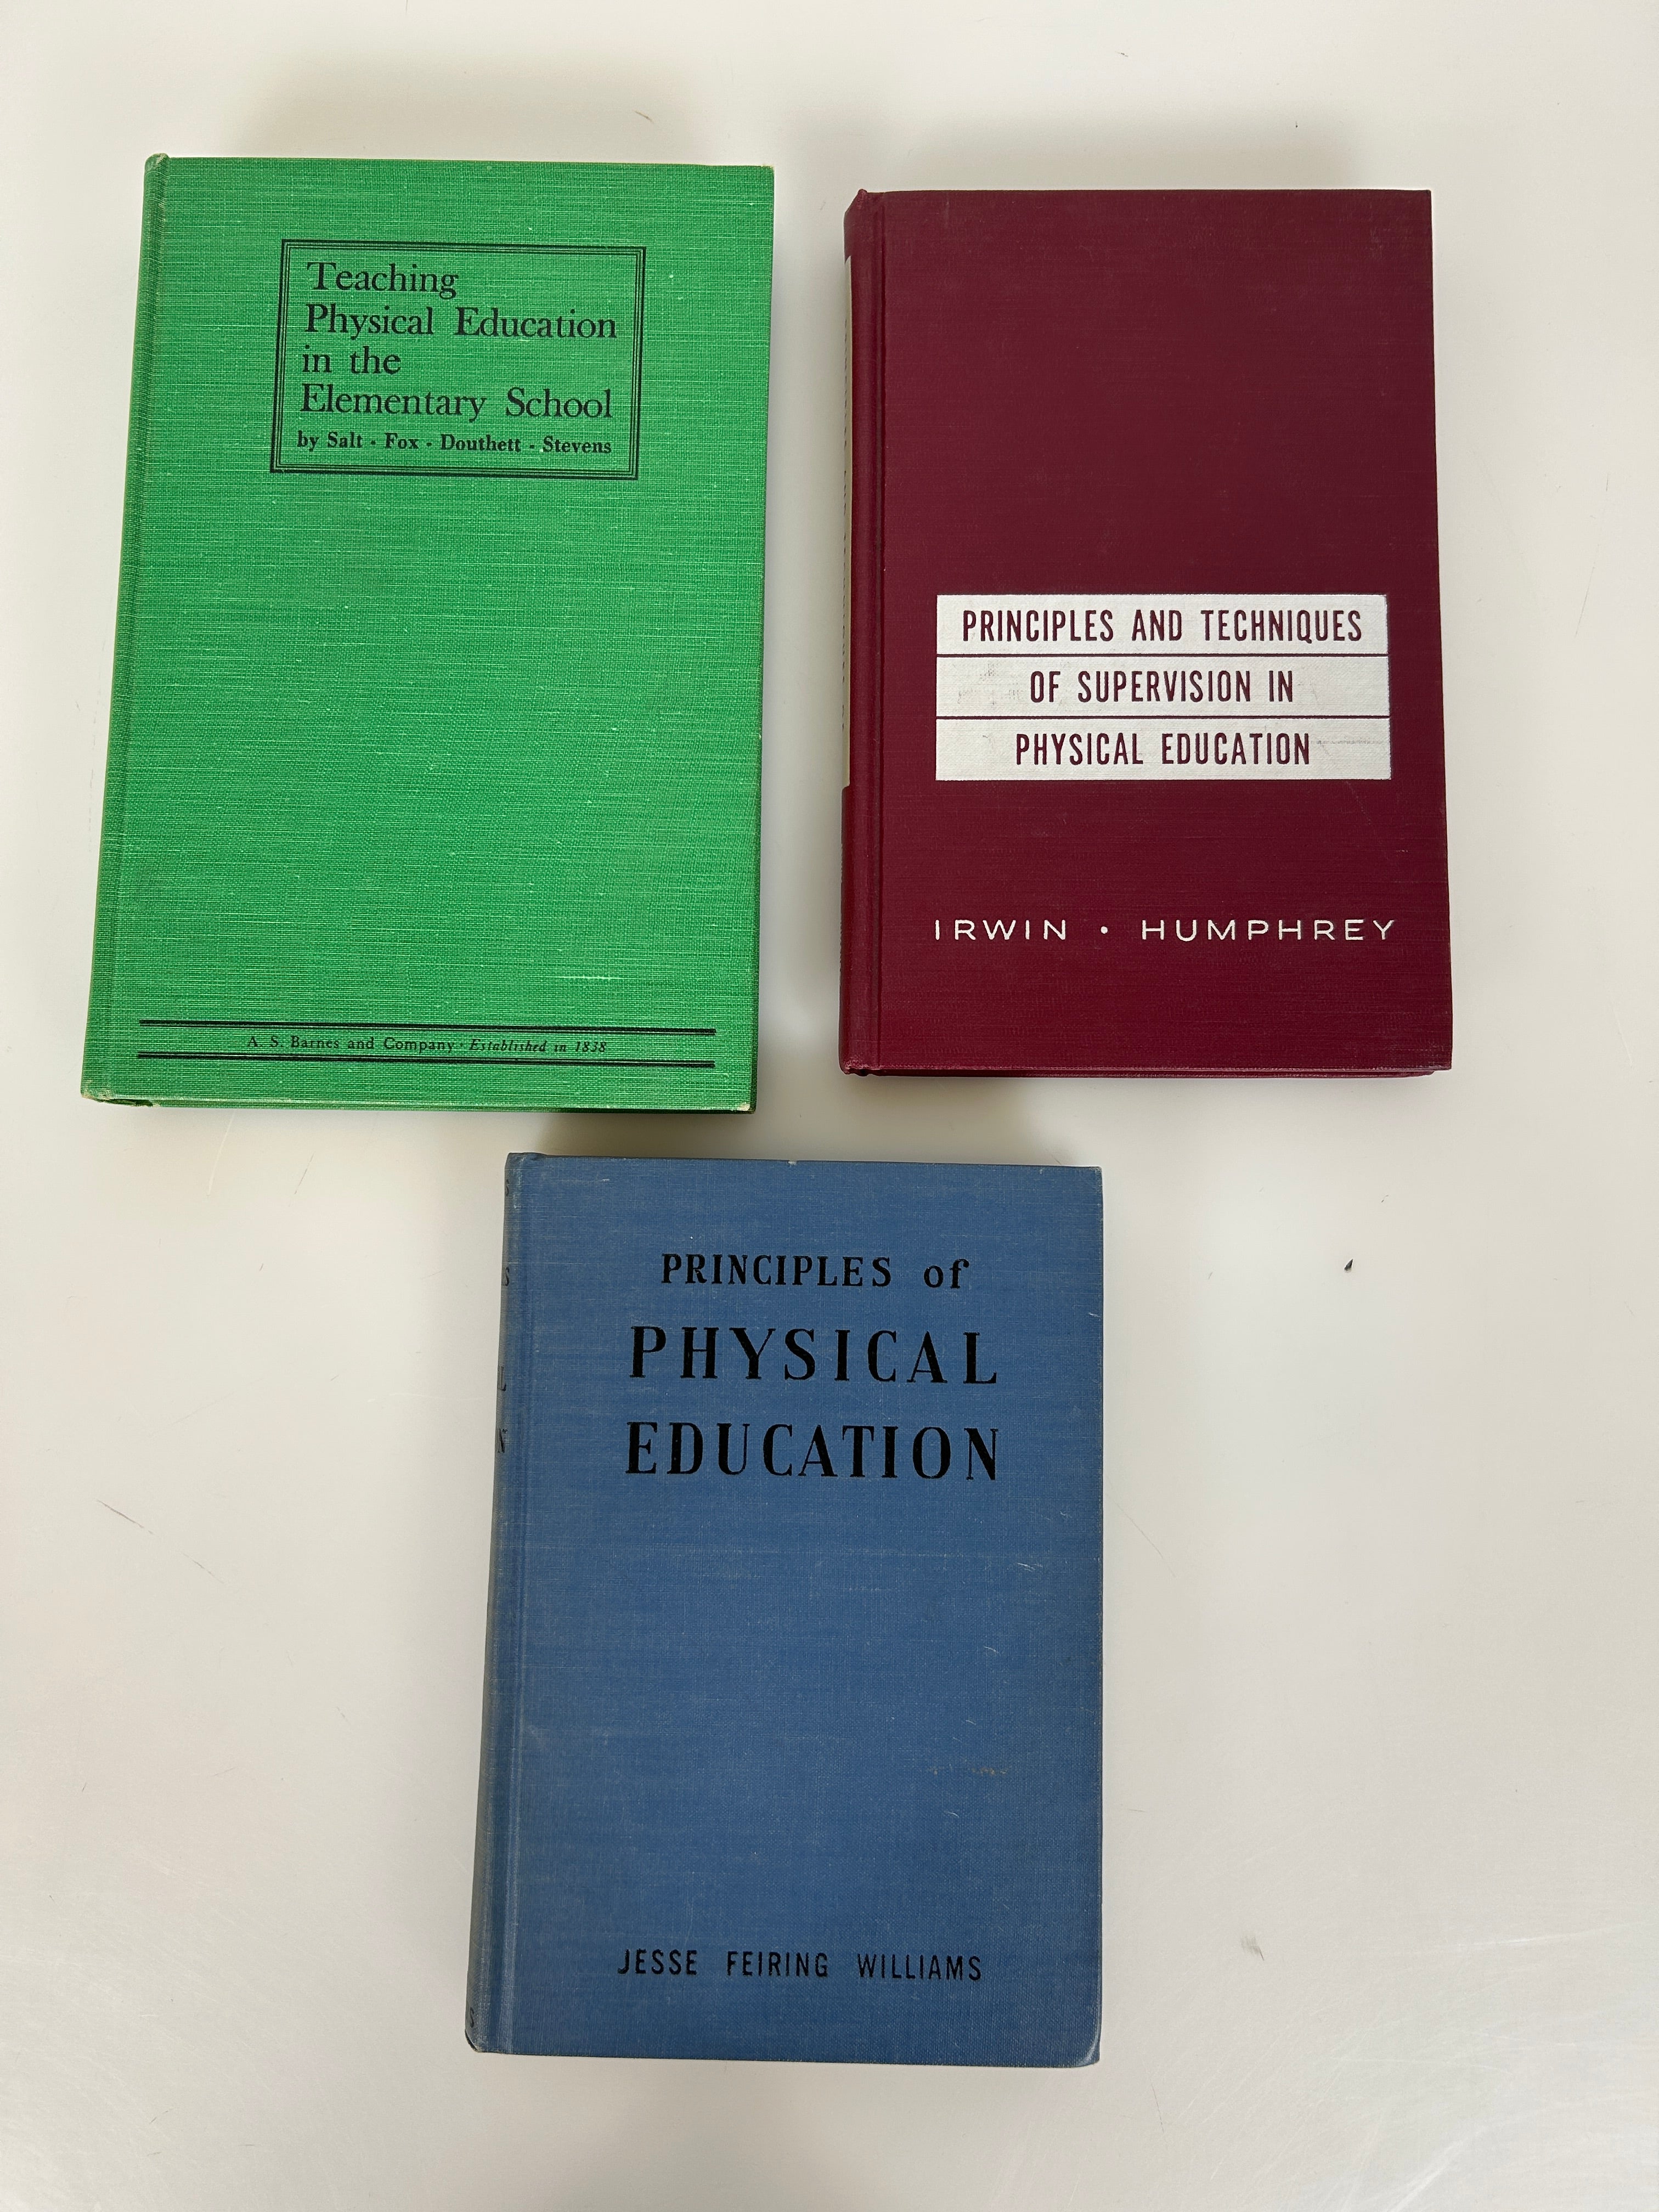 Teaching
Physical Education
in the
Elementary School
by Salt · Fox · Douthett · Stevens
A. S. Barnes and Company · Established in 1838
PRINCIPLES AND TECHNIQUES
OF SUPERVISION IN
PHYSICAL EDUCATION
IRWIN · HUMPHREY
PRINCIPLES of
PHYSICAL
EDUCATION
JESSE FEIRING WILLIAMS